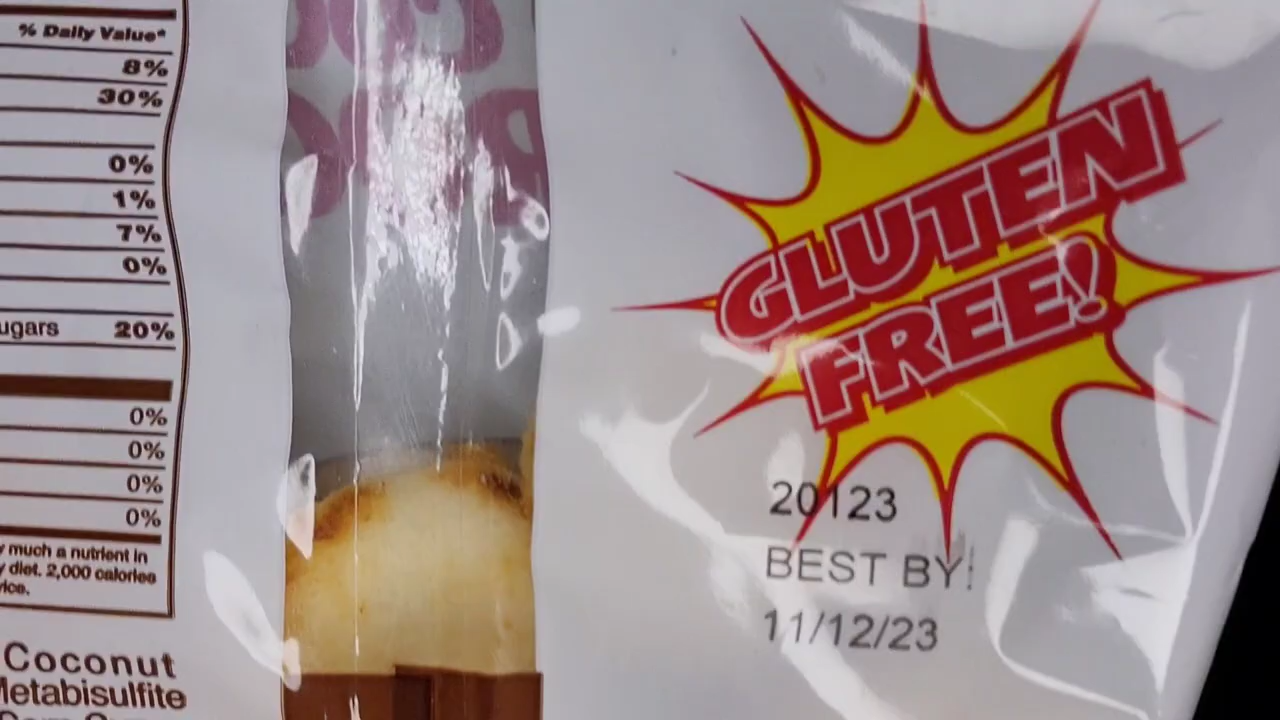 % Daily Value*
8%
30%
0%
1%
7%
0%
ugars 20%
0%
0%
0%
0%
much a nutrient in
diet. 2,000 calories
Coconut
Metabisulfite
GLUTEN
FREE!
20123
BEST BY:
11/12/23